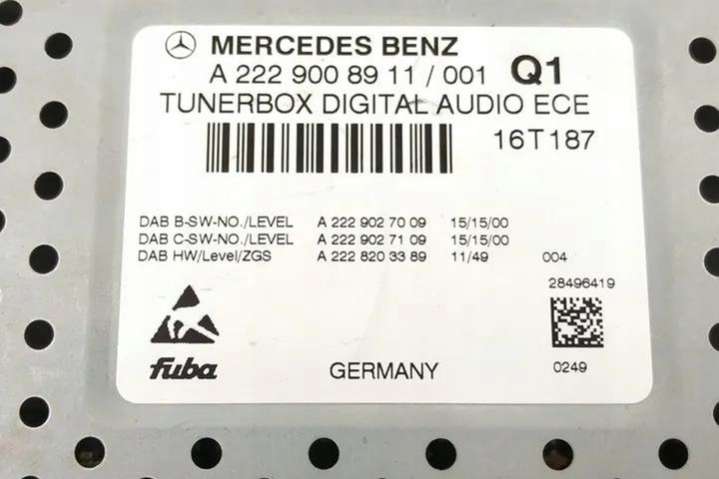 MERCEDES BENZ
A 222 900 89 11 / 001 Q1
TUNERBOX DIGITAL AUDIO ECE
16T187
DAB B-SW-NO./LEVEL A 222 902 70 09 15/15/00
DAB C-SW-NO./LEVEL A 222 902 71 09 15/15/00
DAB HW/Level/ZGS A 222 820 33 89 11/49 004
28496419
fuba GERMANY 0249